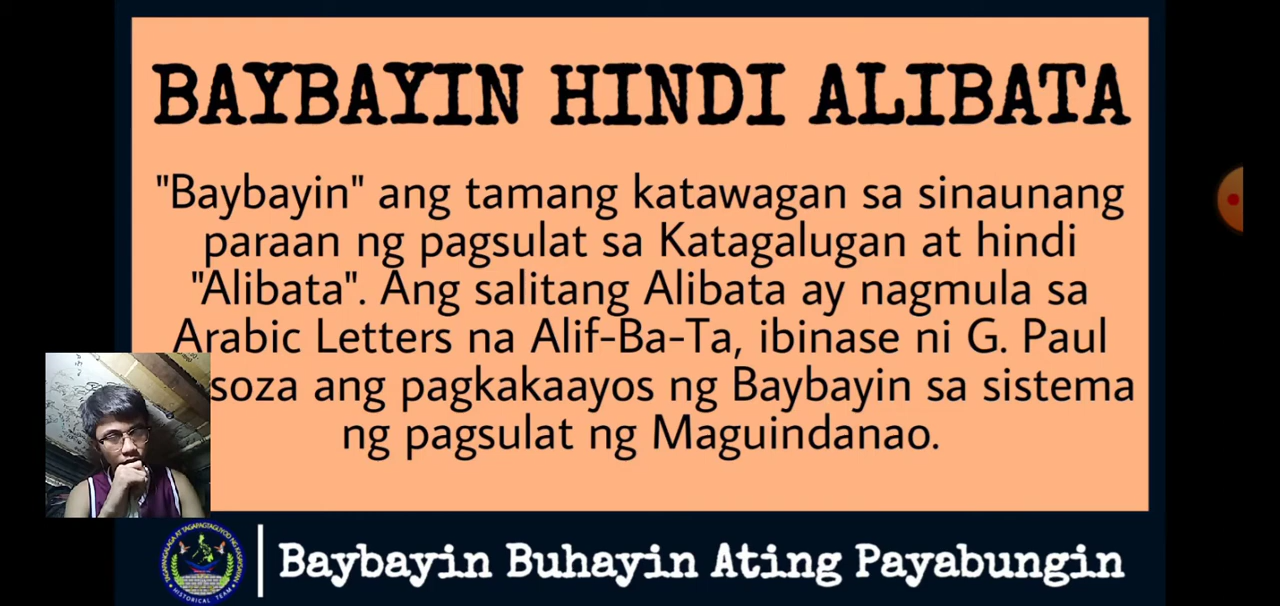 BAYBAYIN HINDI ALIBATA
"Baybayin" ang tamang katawagan sa sinaunang
paraan ng pagsulat sa Katagalugan at hindi
"Alibata". Ang salitang Alibata ay nagmula sa
Arabic Letters na Alif-Ba-Ta, ibinase ni G. Paul
soza ang pagkakaayos ng Baybayin sa sistema
ng pagsulat ng Maguindanao.
HISTORICAL TEAM
Baybayin Buhayin Ating Payabungin